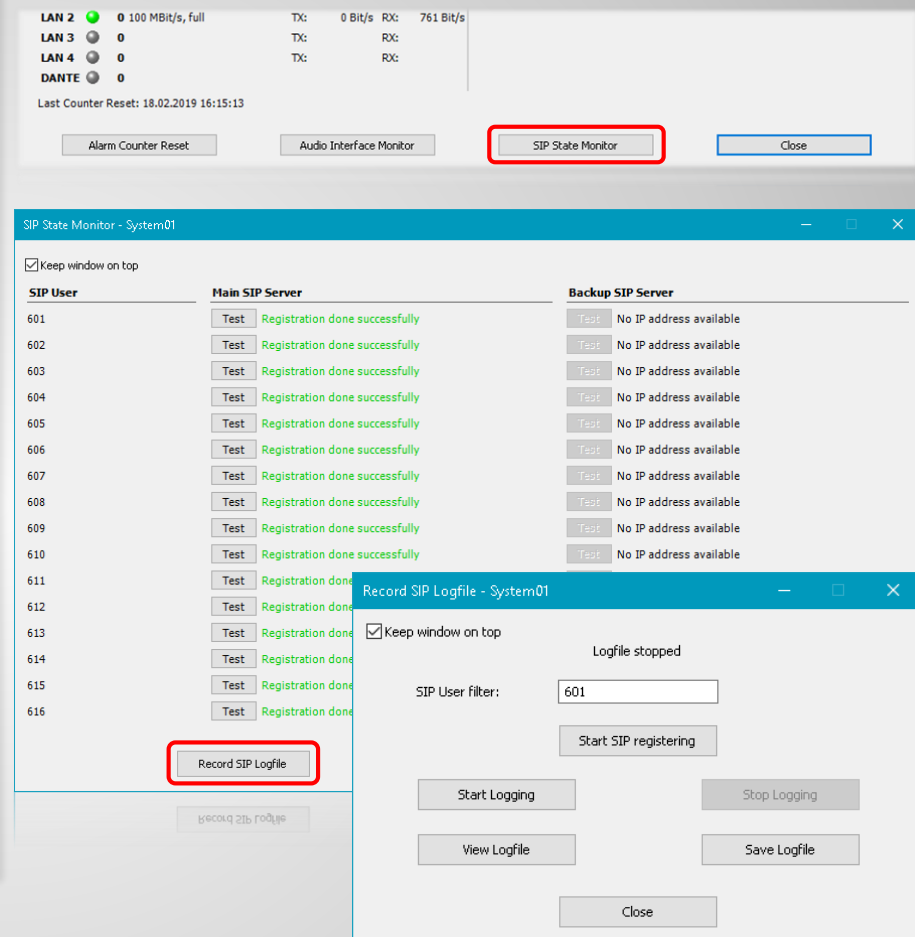 LAN 2 0 100 MBit/s, full TX: 0 Bit/s RX: 761 Bit/s
LAN 3 0 TX: RX:
LAN 4 0 TX: RX:
DANTE 0
Last Counter Reset: 18.02.2019 16:15:13
Alarm Counter Reset Audio Interface Monitor SIP State Monitor Close
SIP State Monitor - System01
Keep window on top
SIP User Main SIP Server Backup SIP Server
601 Test Registration done successfully Test No IP address available
602 Test Registration done successfully Test No IP address available
603 Test Registration done successfully Test No IP address available
604 Test Registration done successfully Test No IP address available
605 Test Registration done successfully Test No IP address available
606 Test Registration done successfully Test No IP address available
607 Test Registration done successfully Test No IP address available
608 Test Registration done successfully Test No IP address available
609 Test Registration done successfully Test No IP address available
610 Test Registration done successfully Test No IP address available
611 Test Registration done
612 Test Registration done
613 Test Registration done
614 Test Registration done
615 Test Registration done
616 Test Registration done
Record SIP Logfile
Record SIP Logfile
Record SIP Logfile - System01
Keep window on top
Logfile stopped
SIP User filter: 601
Start SIP registering
Start Logging Stop Logging
View Logfile Save Logfile
Close